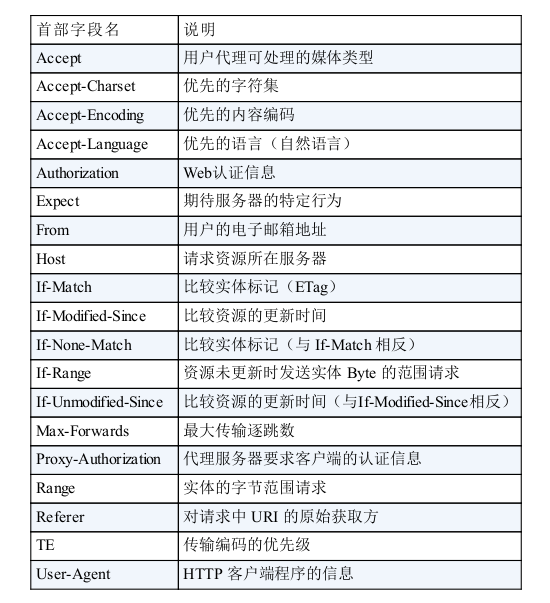 首部字段名 说明
Accept 用户代理可处理的媒体类型
Accept-Charset 优先的字符集
Accept-Encoding 优先的内容编码
Accept-Language 优先的语言（自然语言）
Authorization Web认证信息
Expect 期待服务器的特定行为
From 用户的电子邮箱地址
Host 请求资源所在服务器
If-Match 比较实体标记（ETag）
If-Modified-Since 比较资源的更新时间
If-None-Match 比较实体标记（与 If-Match 相反）
If-Range 资源未更新时发送实体 Byte 的范围请求
If-Unmodified-Since 比较资源的更新时间（与If-Modified-Since相反）
Max-Forwards 最大传输逐跳数
Proxy-Authorization 代理服务器要求客户端的认证信息
Range 实体的字节范围请求
Referer 对请求中 URI 的原始获取方
TE 传输编码的优先级
User-Agent HTTP 客户端程序的信息